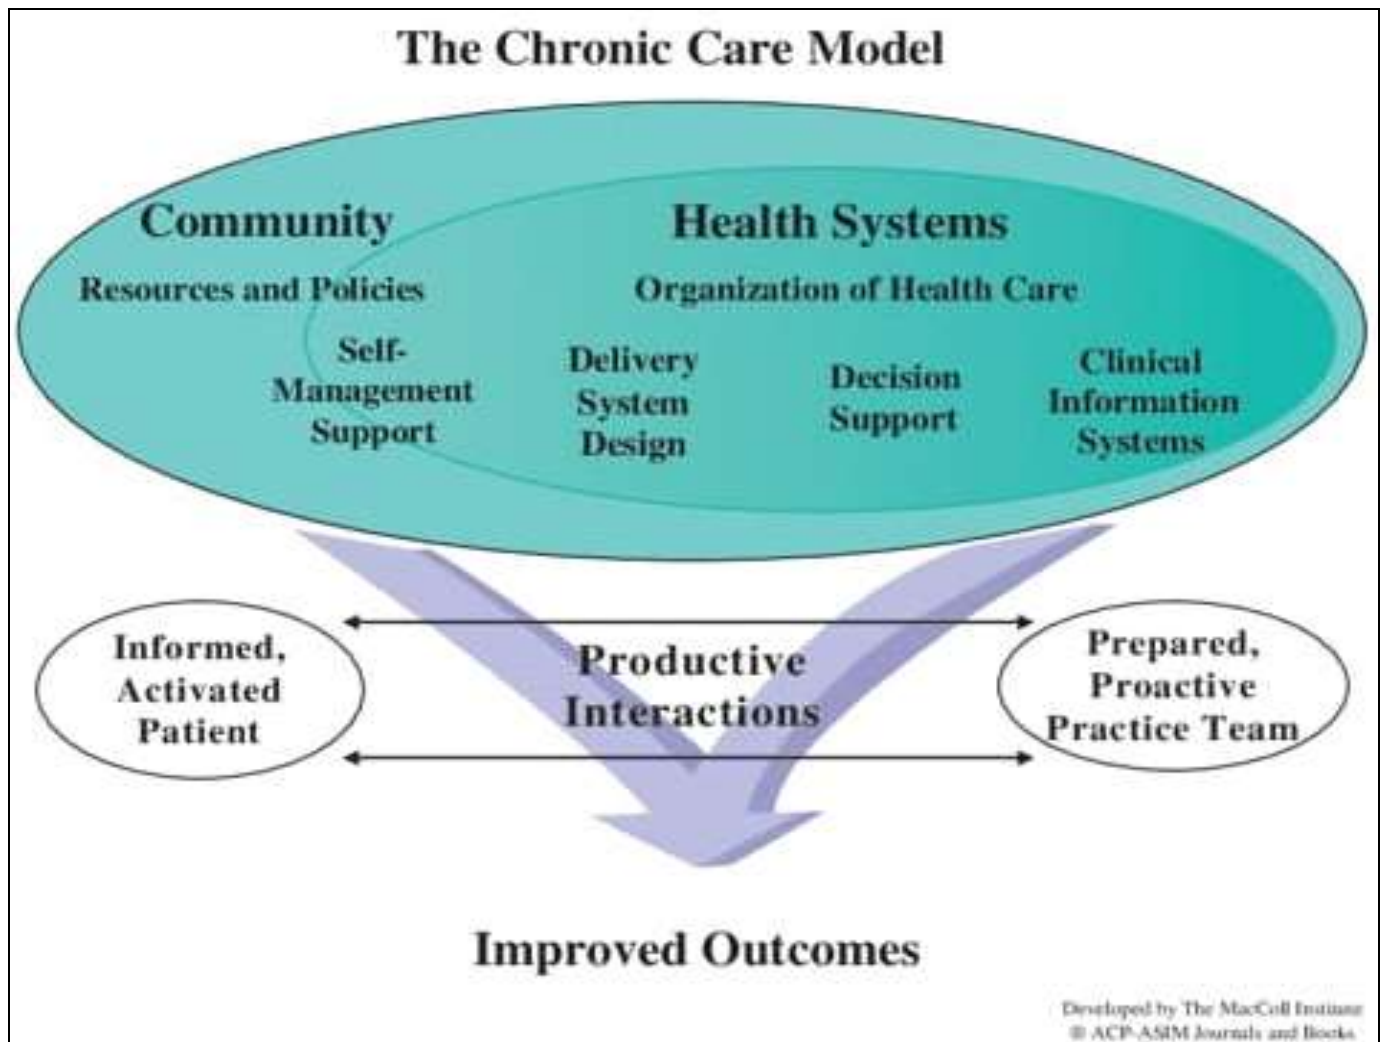 The Chronic Care Model
Community
Health Systems
Resources and Policies
Organization of Health Care
Self-
Management
Support
Delivery
System
Design
Decision
Support
Clinical
Information
Systems
Informed,
Activated
Patient
Productive
Interactions
Prepared,
Proactive
Practice Team
Improved Outcomes
Developed by The MacColl Institute
® ACP-ASIM Journals and Books